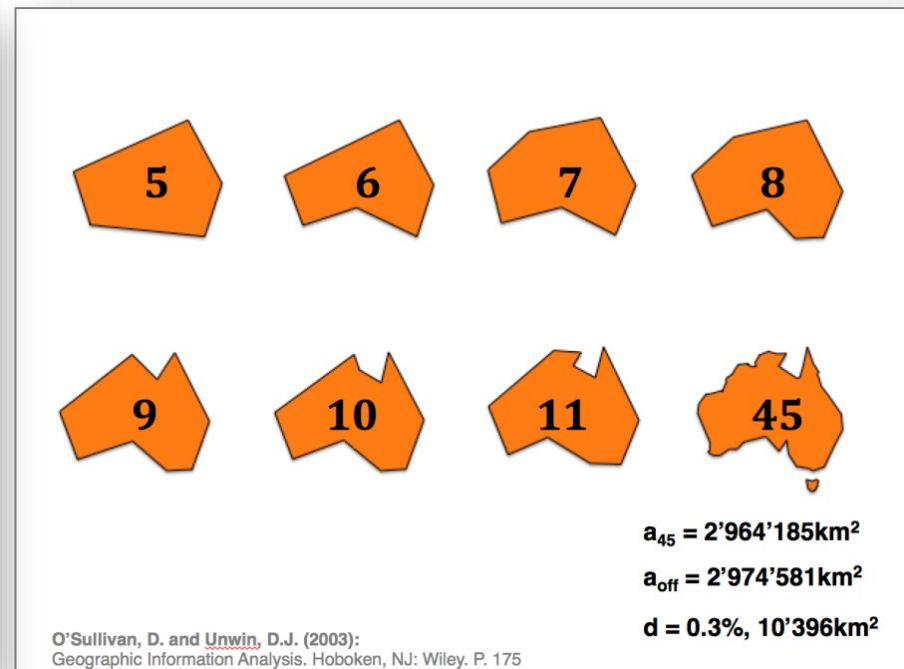 5
6
7
8
9
10
11
45
a45 = 2’964’185km²
aoff = 2’974’581km²
d = 0.3%, 10’396km²
O’Sullivan, D. and Unwin, D.J. (2003):
Geographic Information Analysis. Hoboken, NJ: Wiley. P. 175